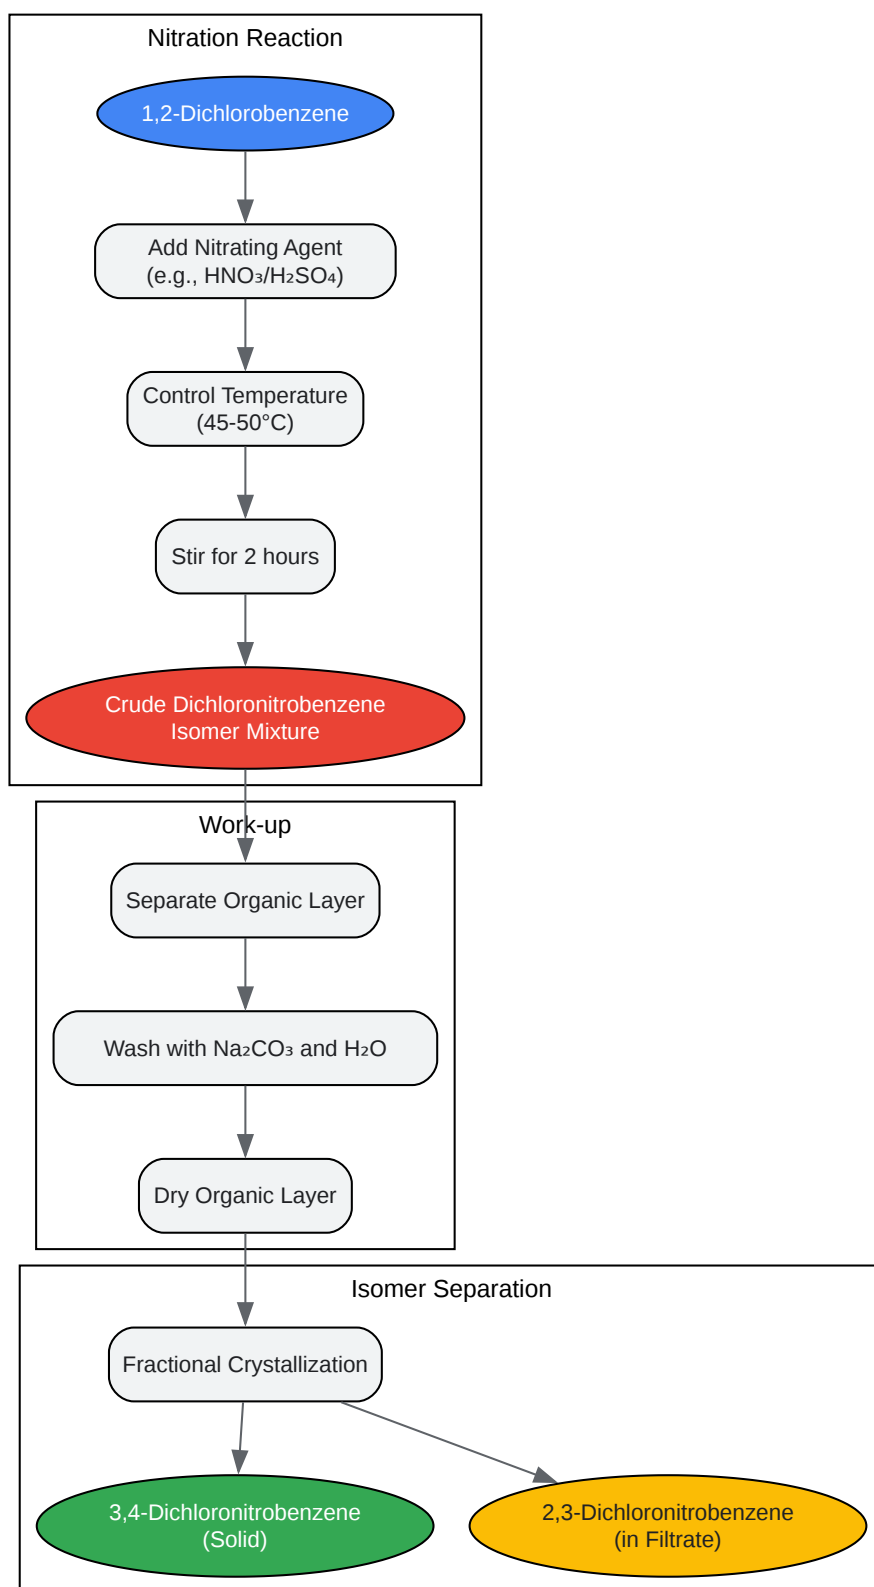 Nitration Reaction
1,2-Dichlorobenzene
Add Nitrating Agent
(e.g., HNO₃/H₂SO₄)
Control Temperature
(45-50°C)
Stir for 2 hours
Crude Dichloronitrobenzene
Isomer Mixture
Work-up
Separate Organic Layer
Wash with Na₂CO₃ and H₂O
Dry Organic Layer
Isomer Separation
Fractional Crystallization
3,4-Dichloronitrobenzene
(Solid)
2,3-Dichloronitrobenzene
(in Filtrate)